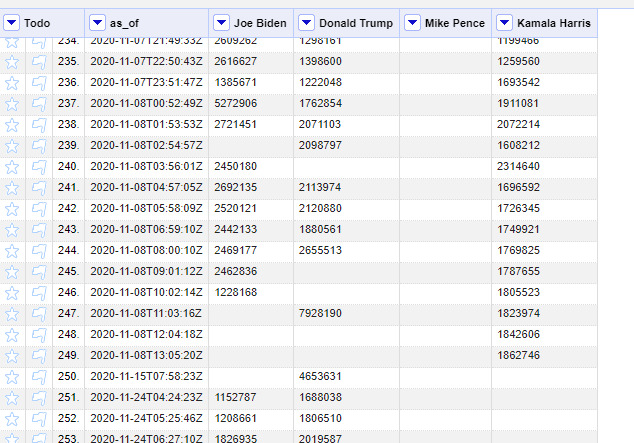 Todo as_of Joe Biden Donald Trump Mike Pence Kamala Harris
234. 2020-11-07T21:49:33Z 2609262 1298161 1199466
235. 2020-11-07T22:50:43Z 2616627 1398600 1259560
236. 2020-11-07T23:51:47Z 1385671 1222048 1693542
237. 2020-11-08T00:52:49Z 5272906 1762854 1911081
238. 2020-11-08T01:53:53Z 2721451 2071103 2072214
239. 2020-11-08T02:54:57Z 2098797 1608212
240. 2020-11-08T03:56:01Z 2450180 2314640
241. 2020-11-08T04:57:05Z 2692135 2113974 1696592
242. 2020-11-08T05:58:09Z 2520121 2120880 1726345
243. 2020-11-08T06:59:10Z 2442133 1880561 1749921
244. 2020-11-08T08:00:10Z 2469177 2655513 1769825
245. 2020-11-08T09:01:12Z 2462836 1787655
246. 2020-11-08T10:02:14Z 1228168 1805523
247. 2020-11-08T11:03:16Z 7928190 1823974
248. 2020-11-08T12:04:18Z 1842606
249. 2020-11-08T13:05:20Z 1862746
250. 2020-11-15T07:58:23Z 4653631
251. 2020-11-24T04:24:23Z 1152787 1688038
252. 2020-11-24T05:25:46Z 1208661 1806510
253. 2020-11-24T06:27:10Z 1826935 2019587